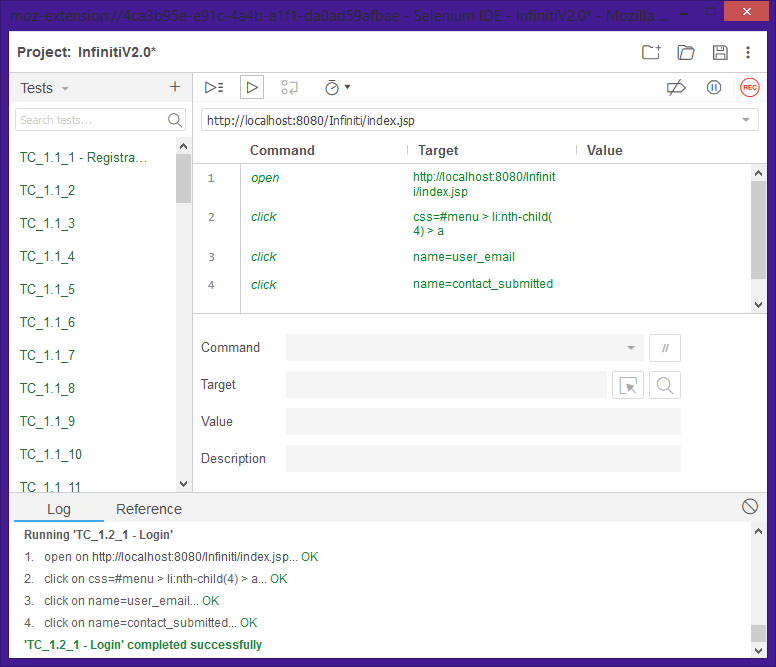 moz-extension://4ca3b95e-e91c-4a4b-a1f1-da0ad59afbae - Selenium IDE - InfinitiV2.0* - Mozilla ...
Project: InfinitiV2.0*
Tests
Search tests...
TC_1.1_1 - Registra...
TC_1.1_2
TC_1.1_3
TC_1.1_4
TC_1.1_5
TC_1.1_6
TC_1.1_7
TC_1.1_8
TC_1.1_9
TC_1.1_10
TC_1.1_11
REC
http://localhost:8080/Infiniti/index.jsp
Command Target Value
1 open http://localhost:8080/Infinit
i/index.jsp
2 click css=#menu > li:nth-child(
4) > a
3 click name=user_email
4 click name=contact_submitted
Command //
Target
Value
Description
Log Reference
Running 'TC_1.2_1 - Login'
1. open on http://localhost:8080/Infiniti/index.jsp... OK
2. click on css=#menu > li:nth-child(4) > a... OK
3. click on name=user_email... OK
4. click on name=contact_submitted... OK
'TC_1.2_1 - Login' completed successfully